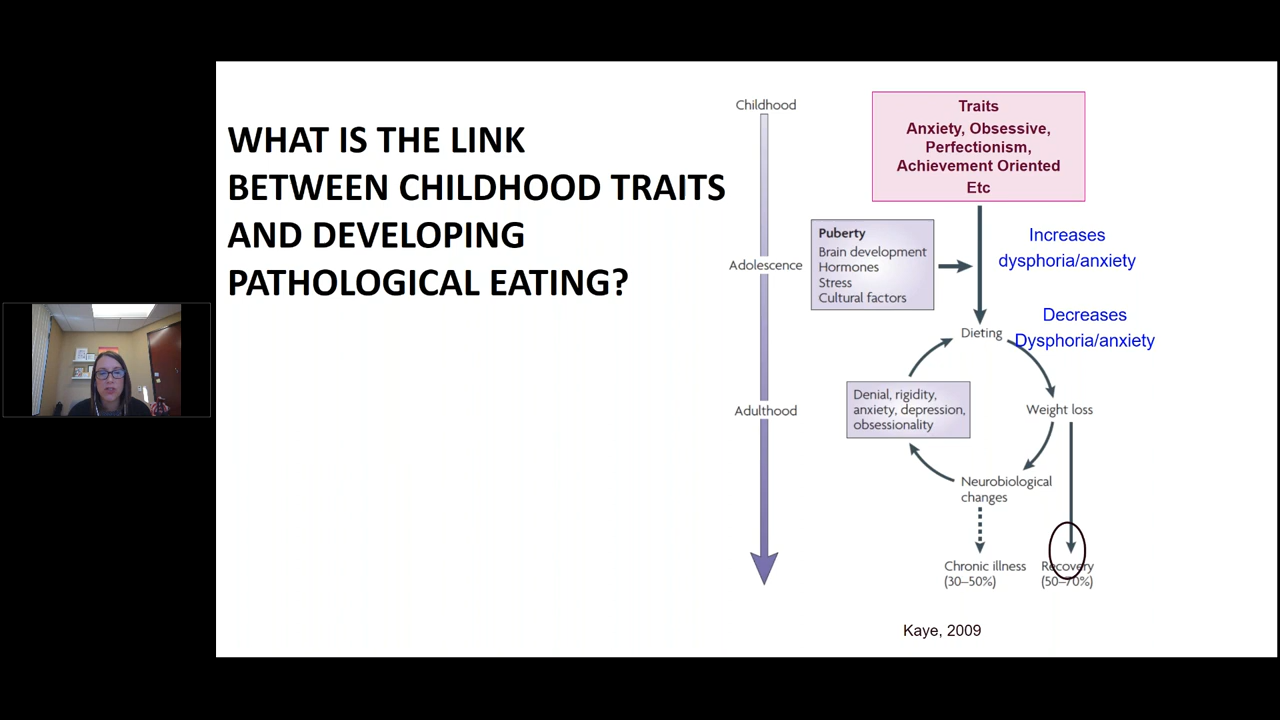 WHAT IS THE LINK
BETWEEN CHILDHOOD TRAITS
AND DEVELOPING
PATHOLOGICAL EATING?
Childhood
Adolescence
Adulthood
Traits
Anxiety, Obsessive,
Perfectionism,
Achievement Oriented
Etc
Puberty
Brain development
Hormones
Stress
Cultural factors
Increases
dysphoria/anxiety
Decreases
Dysphoria/anxiety
Dieting
Weight loss
Denial, rigidity,
anxiety, depression,
obsessionality
Neurobiological
changes
Chronic illness
(30–50%)
Recovery
(50–70%)
Kaye, 2009